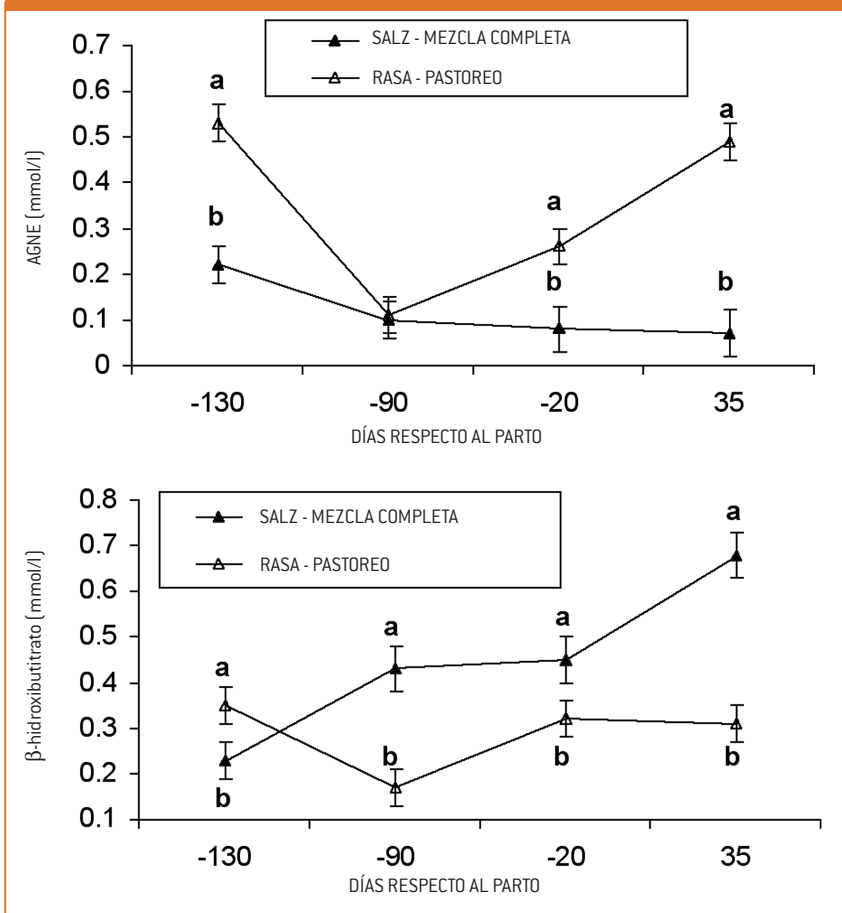 SALZ - MEZCLA COMPLETA
RASA - PASTOREO
AGNE (mmol/l)
0.7
0.6
0.5
0.4
0.3
0.2
0.1
0
a
b
a
b
a
b
-130 -90 -20 35
DÍAS RESPECTO AL PARTO
SALZ - MEZCLA COMPLETA
RASA - PASTOREO
β-hidroxibutitrato (mmol/l)
0.8
0.7
0.6
0.5
0.4
0.3
0.2
0.1
a
b
a
b
a
b
a
b
-130 -90 -20 35
DÍAS RESPECTO AL PARTO